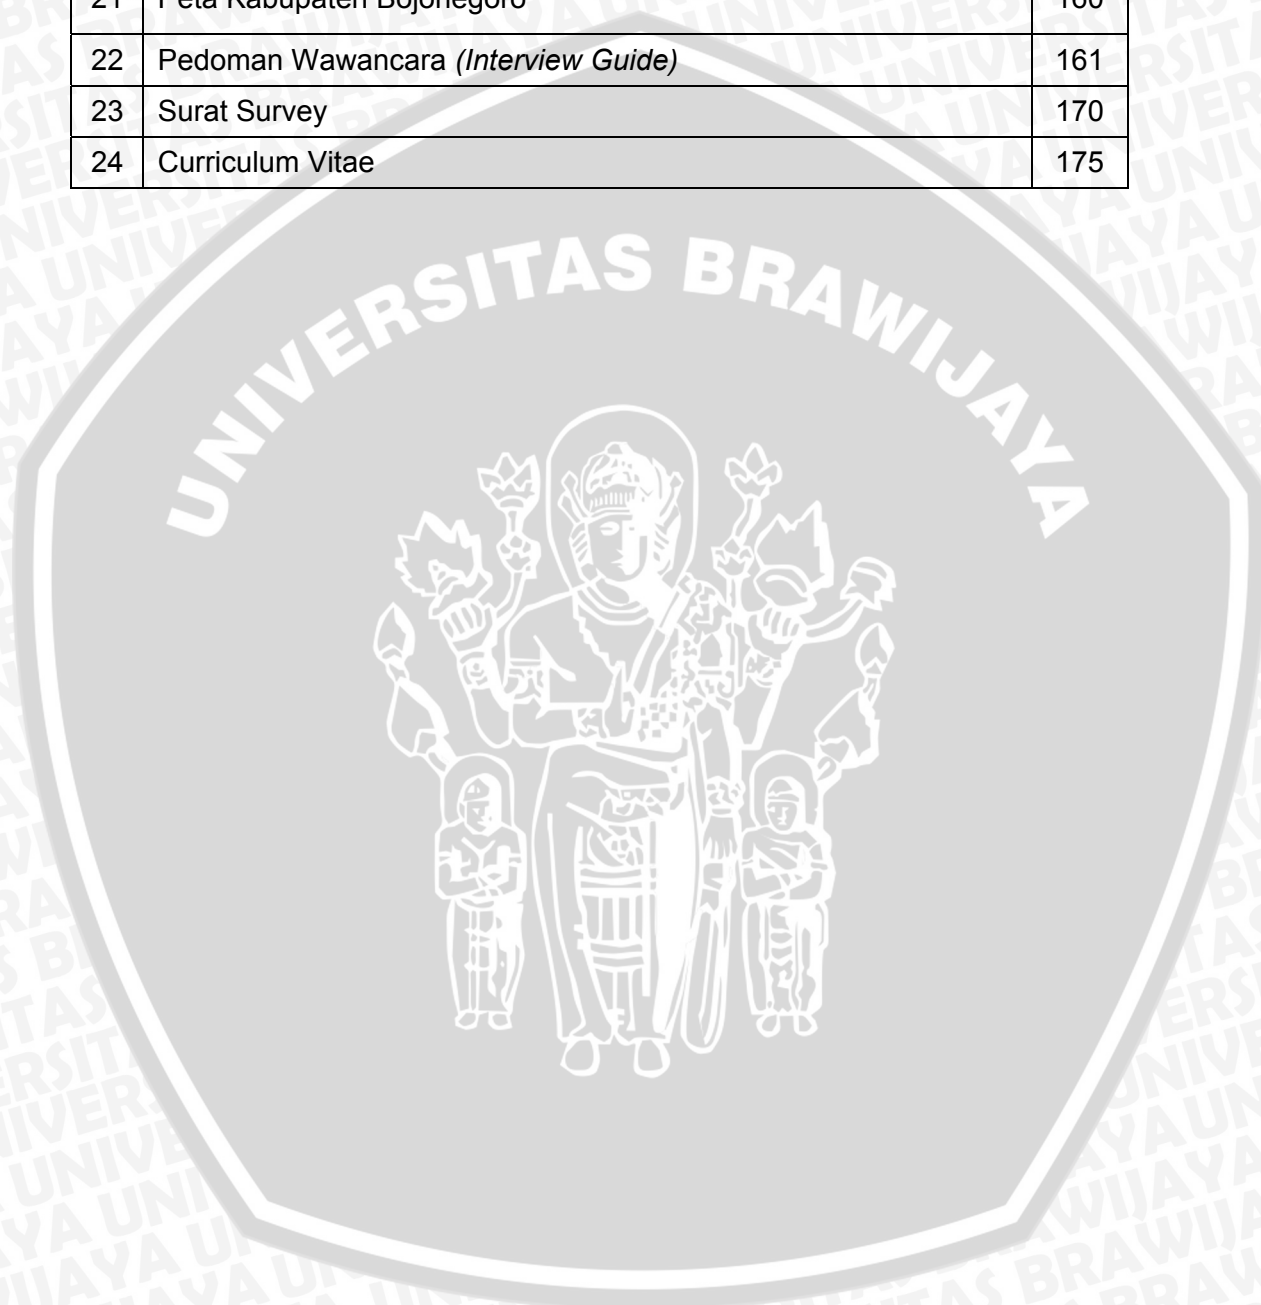 21 Peta Kabupaten Bojonegoro 160
22 Pedoman Wawancara (Interview Guide) 161
23 Surat Survey 170
24 Curriculum Vitae 175
UNIVERSITAS BRAWIJAYA